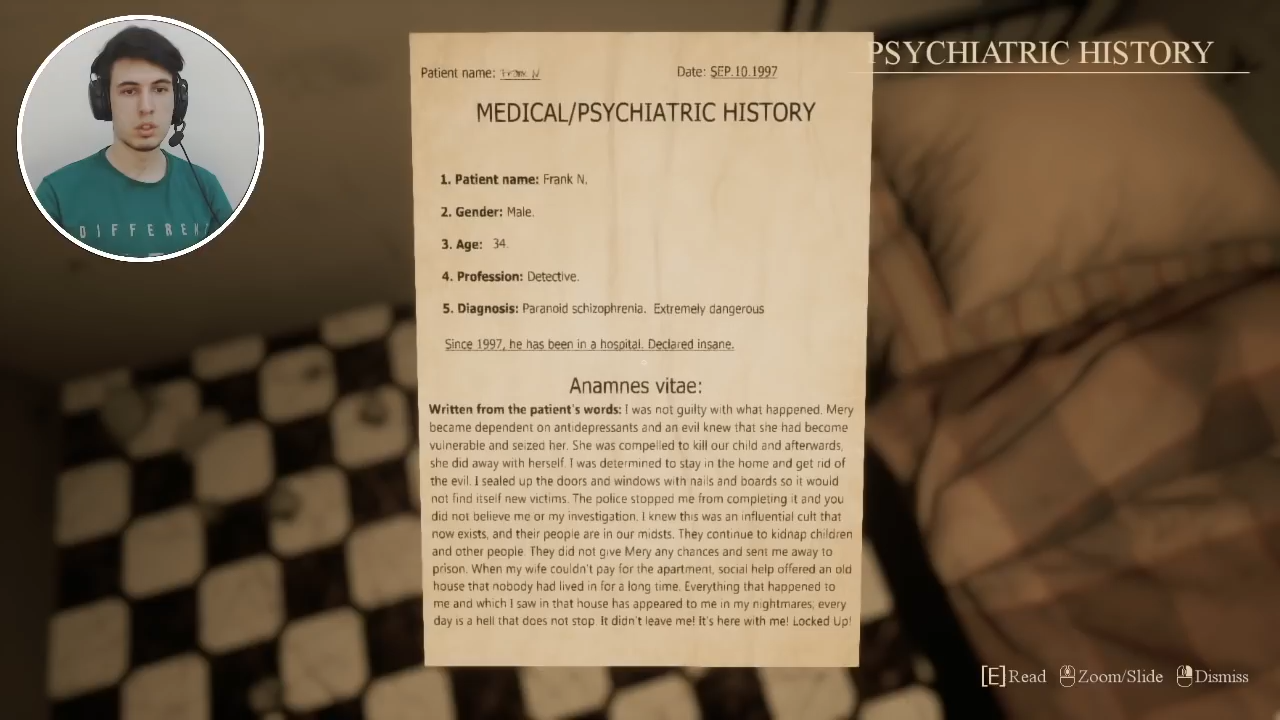 PSYCHIATRIC HISTORY
Patient name: Frank N
Date: SEP.10.1997
MEDICAL/PSYCHIATRIC HISTORY
1. Patient name: Frank N.
2. Gender: Male.
3. Age: 34.
4. Profession: Detective.
5. Diagnosis: Paranoid schizophrenia. Extremely dangerous
Since 1997, he has been in a hospital. Declared insane.
Anamnes vitae:
Written from the patient's words: I was not guilty with what happened. Mery
became dependent on antidepressants and an evil knew that she had become
vulnerable and seized her. She was compelled to kill our child and afterwards,
she did away with herself. I was determined to stay in the home and get rid of
the evil. I sealed up the doors and windows with nails and boards so it would
not find itself new victims. The police stopped me from completing it and you
did not believe me or my investigation. I knew this was an influential cult that
now exists, and their people are in our midsts. They continue to kidnap children
and other people. They did not give Mery any chances and sent me away to
prison. When my wife couldn't pay for the apartment, social help offered an old
house that nobody had lived in for a long time. Everything that happened to
me and which I saw in that house has appeared to me in my nightmares; every
day is a hell that does not stop. It didn't leave me! It's here with me! Locked Up!
DIFFEREN
[E]Read Zoom/Slide Dismiss